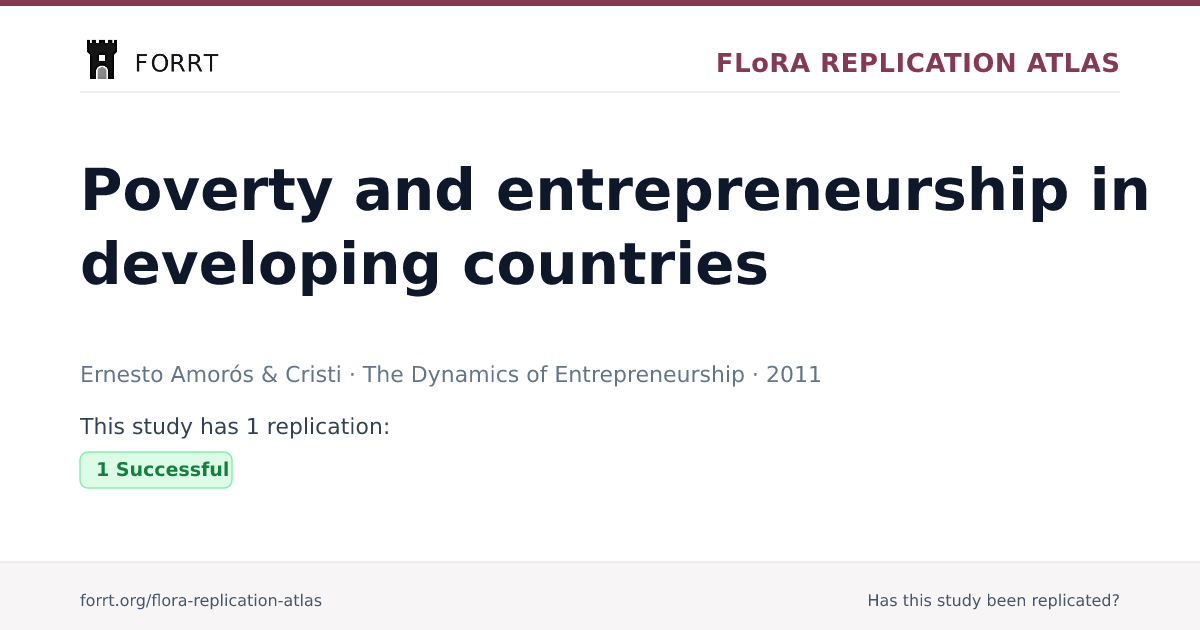 FORRT
FLoRA REPLICATION ATLAS
Poverty and entrepreneurship in
developing countries
Ernesto Amorós & Cristi · The Dynamics of Entrepreneurship · 2011
This study has 1 replication:
1 Successful
forrt.org/flora-replication-atlas
Has this study been replicated?